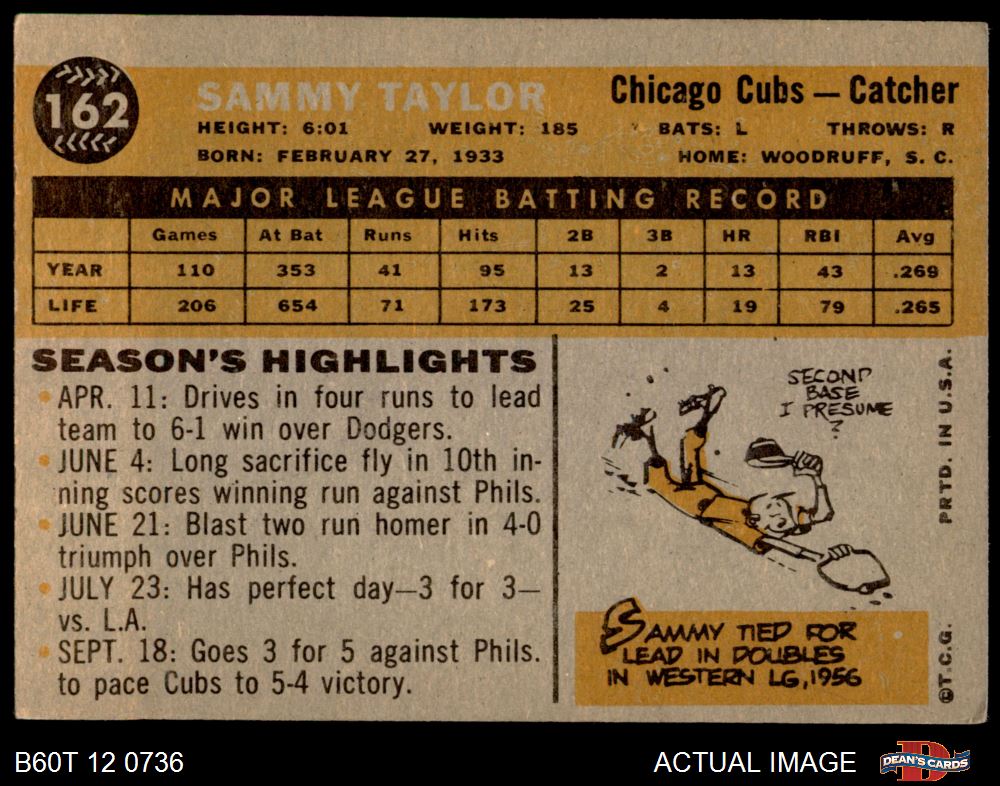 162
SAMMY TAYLOR
Chicago Cubs — Catcher
HEIGHT: 6:01 WEIGHT: 185 BATS: L THROWS: R
BORN: FEBRUARY 27, 1933 HOME: WOODRUFF, S. C.
MAJOR LEAGUE BATTING RECORD
Games At Bat Runs Hits 2B 3B HR RBI Avg
YEAR 110 353 41 95 13 2 13 43 .269
LIFE 206 654 71 173 25 4 19 79 .265
SEASON'S HIGHLIGHTS
• APR. 11: Drives in four runs to lead
team to 6-1 win over Dodgers.
• JUNE 4: Long sacrifice fly in 10th in-
ning scores winning run against Phils.
• JUNE 21: Blast two run homer in 4-0
triumph over Phils.
• JULY 23: Has perfect day—3 for 3—
vs. L.A.
• SEPT. 18: Goes 3 for 5 against Phils.
to pace Cubs to 5-4 victory.
SECOND
BASE
I PRESUME
?
SAMMY TIED FOR
LEAD IN DOUBLES
IN WESTERN LG, 1956
PRTD. IN U.S.A.
©T.C.G.
B60T 12 0736
ACTUAL IMAGE
D
DEAN'S CARDS